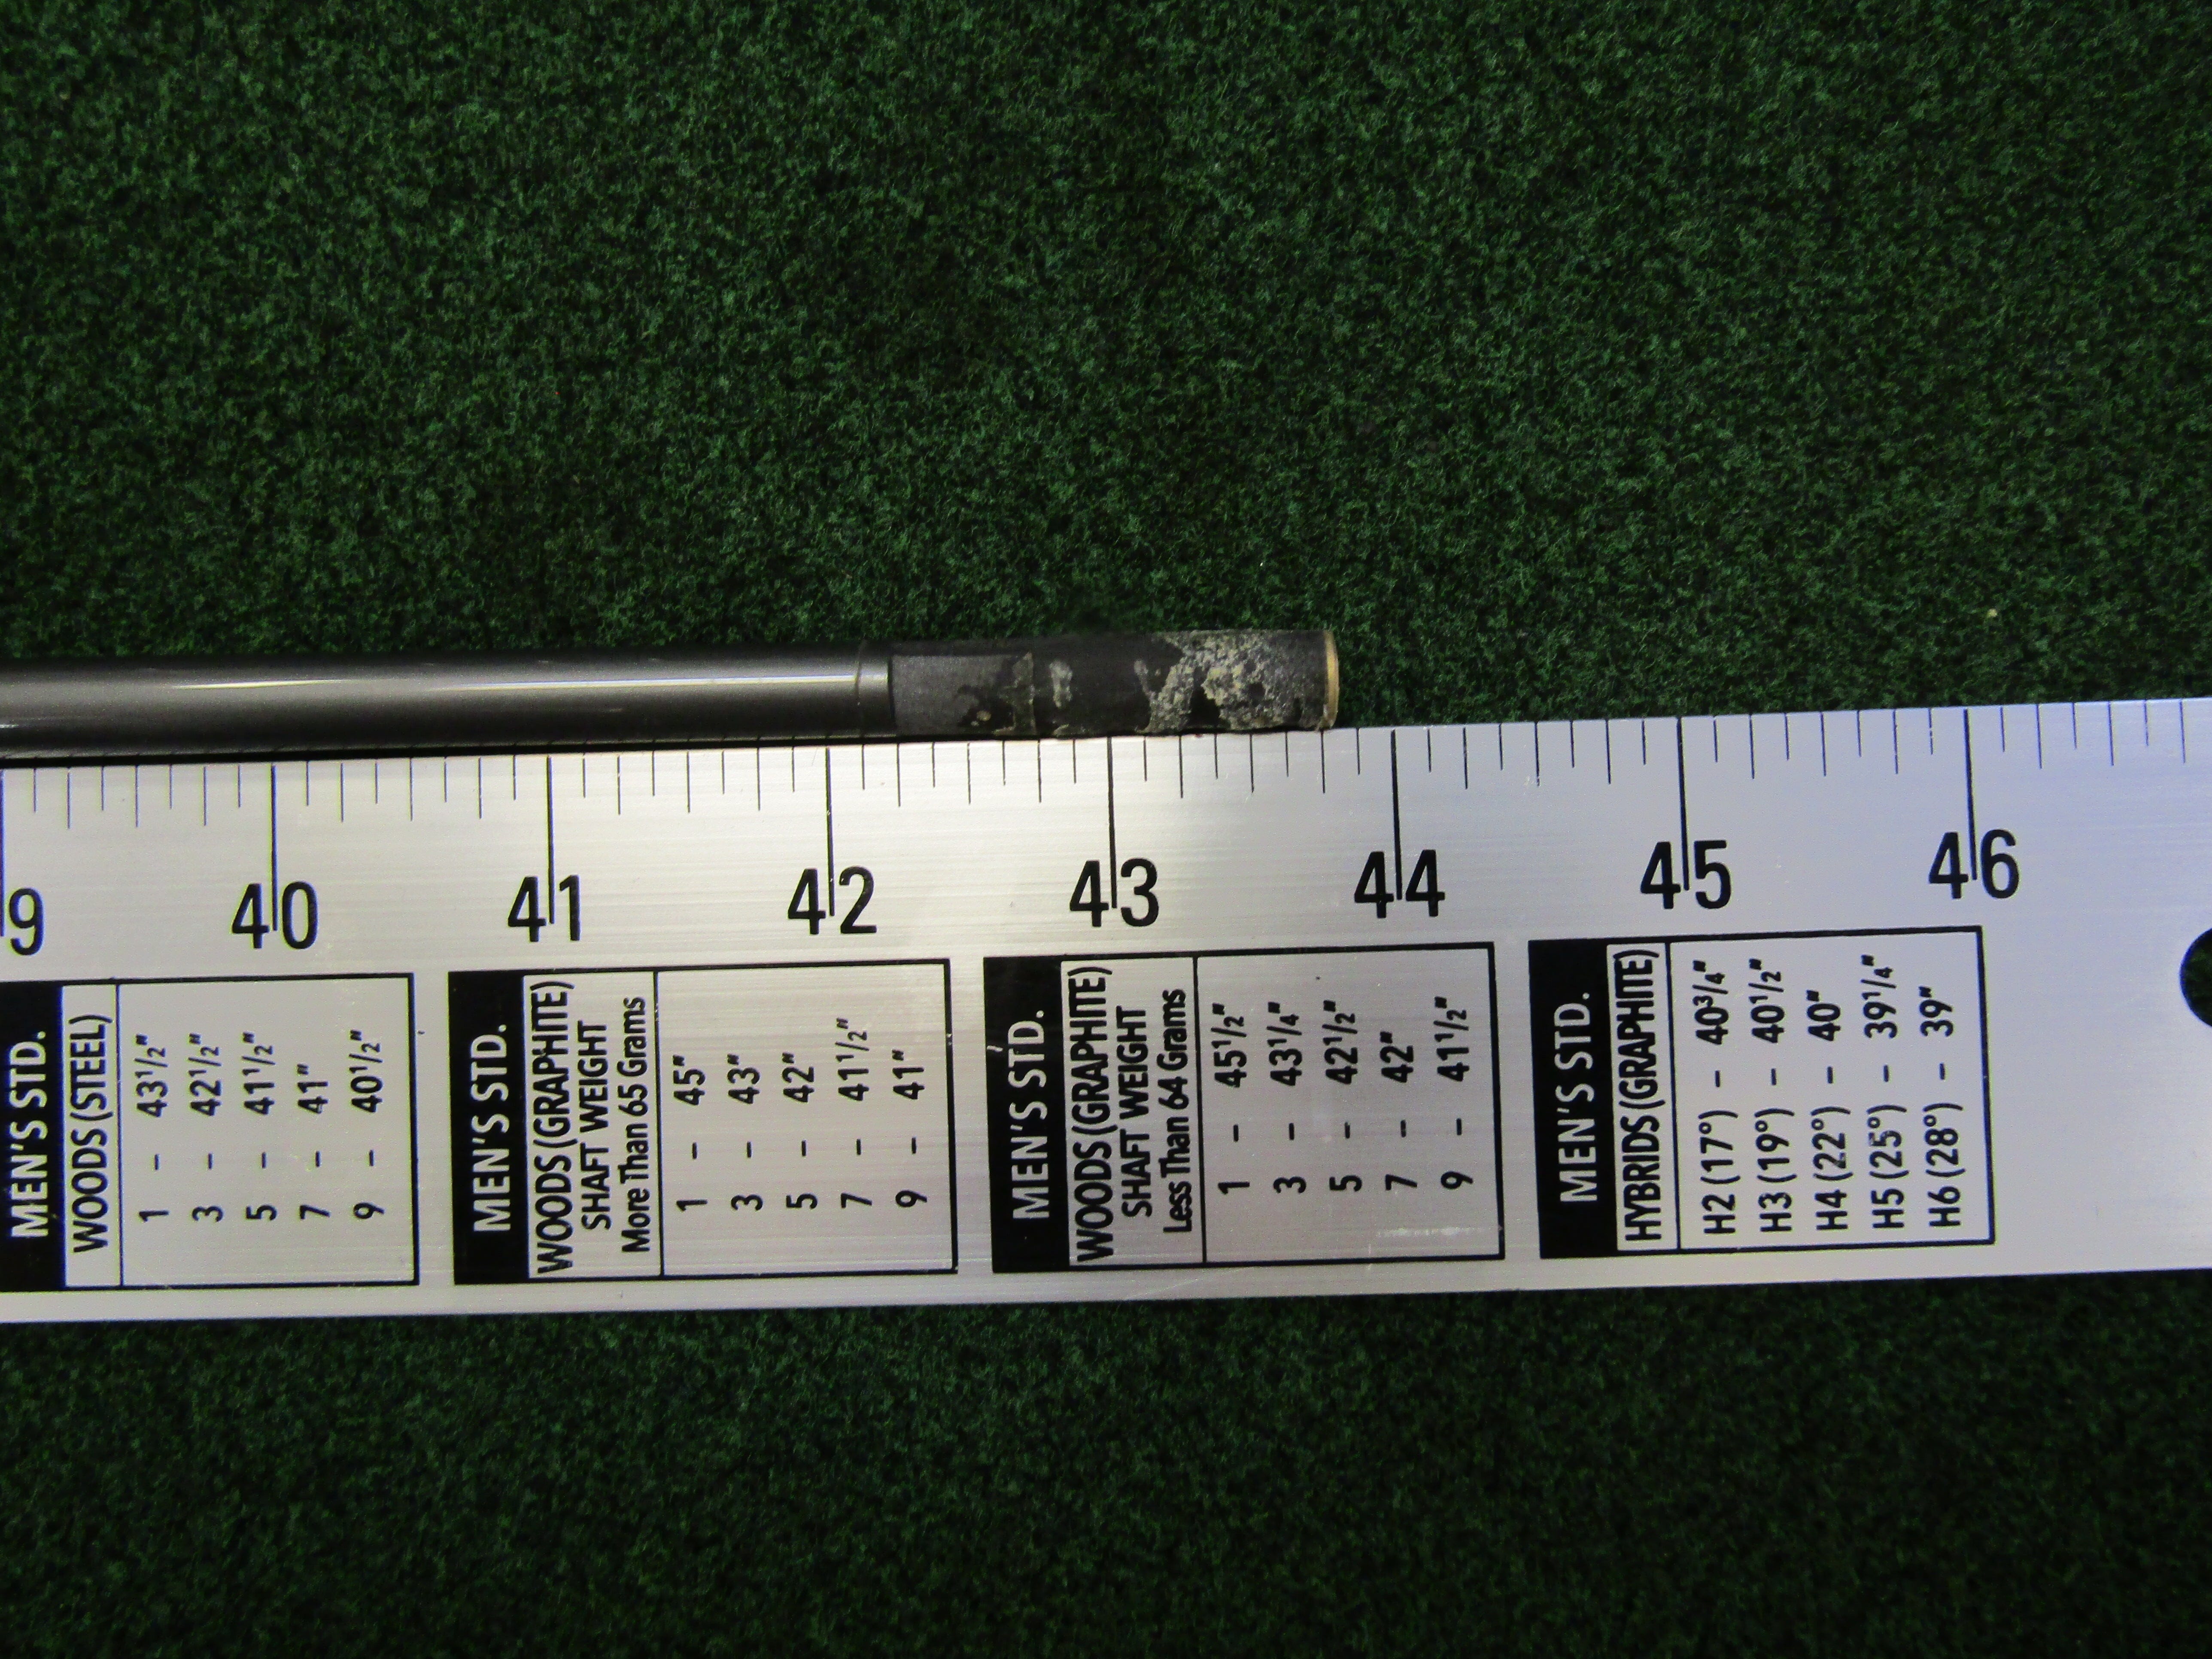 9 40 41 42 43 44 45 46
MEN'S STD.
WOODS (STEEL)
1 – 43 1/2"
3 – 42 1/2"
5 – 41 1/2"
7 – 41"
9 – 40 1/2"
MEN'S STD.
WOODS (GRAPHITE)
SHAFT WEIGHT
More Than 65 Grams
1 – 45"
3 – 43"
5 – 42"
7 – 41 1/2"
9 – 41"
MEN'S STD.
WOODS (GRAPHITE)
SHAFT WEIGHT
Less Than 64 Grams
1 – 45 1/2"
3 – 43 1/4"
5 – 42 1/2"
7 – 42"
9 – 41 1/2"
MEN'S STD.
HYBRIDS (GRAPHITE)
H2 (17°) – 40 3/4"
H3 (19°) – 40 1/2"
H4 (22°) – 40"
H5 (25°) – 39 1/4"
H6 (28°) – 39"